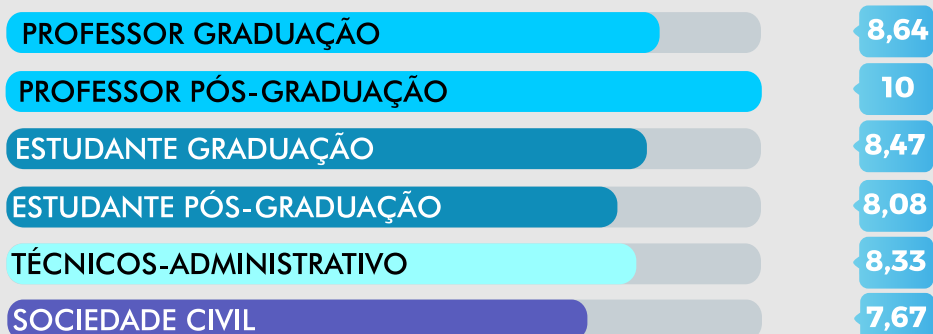 PROFESSOR GRADUAÇÃO 8,64
PROFESSOR PÓS-GRADUAÇÃO 10
ESTUDANTE GRADUAÇÃO 8,47
ESTUDANTE PÓS-GRADUAÇÃO 8,08
TÉCNICOS-ADMINISTRATIVO 8,33
SOCIEDADE CIVIL 7,67